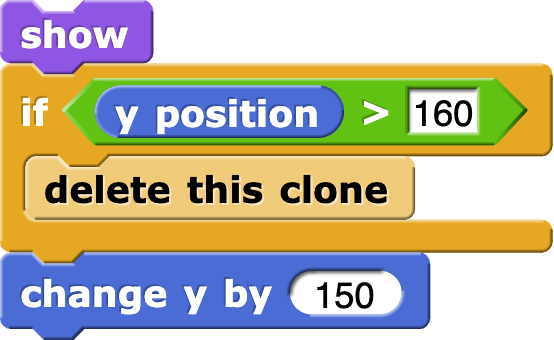 show
if y position > 160
delete this clone
change y by 150